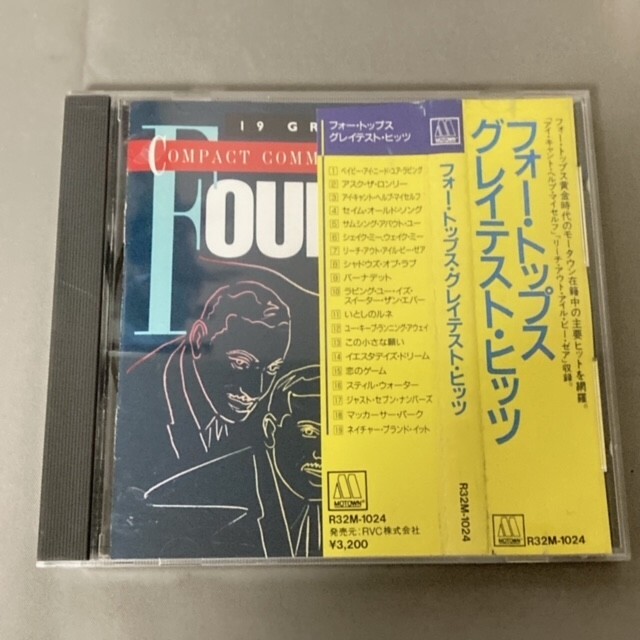 19 GR
COMPACT COMM
FOU
フォー・トップス
グレイテスト・ヒッツ
MOTOWN
1 ベイビー・アイ・ニード・ユア・ラビング
2 アスク・ザ・ロンリー
3 アイ・キャント・ヘルプ・マイセルフ
4 セイム・オールド・ソング
5 サムシング・アバウト・ユー
6 シェイク・ミー、ウェイク・ミー
7 リーチ・アウト・アイル・ビー・ゼア
8 シャドウズ・オブ・ラブ
9 バーナデット
10 ラビング・ユー・イズ・
スイーター・ザン・エバー
11 いとしのルネ
12 ユー・キープ・ランニング・アウェイ
13 この小さな願い
14 イエスタデイズ・ドリーム
15 恋のゲーム
16 スティル・ウォーター
17 ジャスト・セブン・ナンバーズ
18 マッカーサー・パーク
19 ネイチャー・プランド・イット
MOTOWN
R32M-1024
発売元:RVC株式会社
¥3,200
フォー・トップス・グレイテスト・ヒッツ
R32M-1024
フォー・トップス黄金時代のモータウン在籍中の主要ヒットを網羅。
「アイ・キャント・ヘルプ・マイセルフ」「リーチ・アウト・アイル・ビー・ゼア」収録。
フォー・トップス
グレイテスト・ヒッツ
MOTOWN
R32M-1024